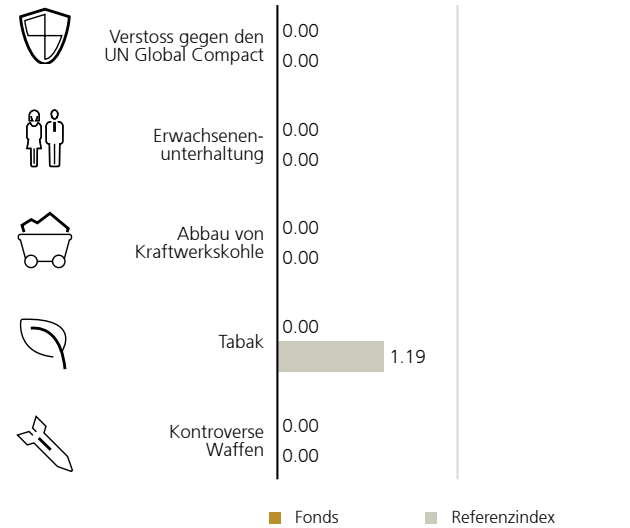 Verstoss gegen den
UN Global Compact
0.00
0.00
Erwachsenen-
unterhaltung
0.00
0.00
Abbau von
Kraftwerkskohle
0.00
0.00
Tabak
0.00
1.19
Kontroverse
Waffen
0.00
0.00
Fonds Referenzindex